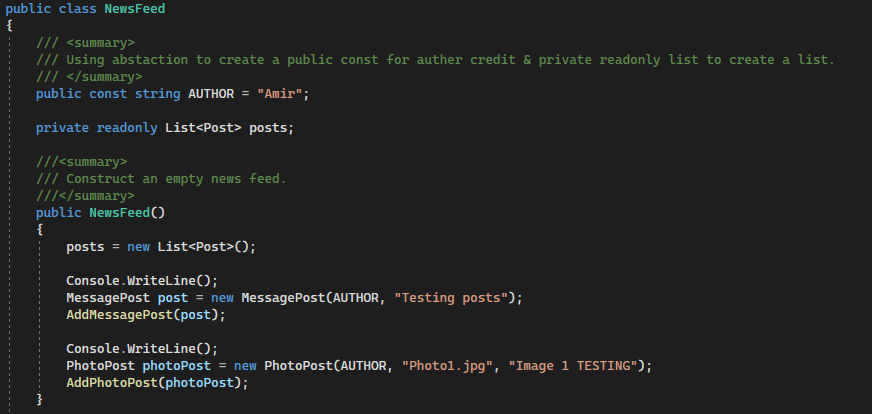 public class NewsFeed
{
/// <summary>
/// Using abstaction to create a public const for auther credit & private readonly list to create a list.
/// </summary>
public const string AUTHOR = "Amir";
private readonly List<Post> posts;
///<summary>
/// Construct an empty news feed.
///</summary>
public NewsFeed()
{
posts = new List<Post>();
Console.WriteLine();
MessagePost post = new MessagePost(AUTHOR, "Testing posts");
AddMessagePost(post);
Console.WriteLine();
PhotoPost photoPost = new PhotoPost(AUTHOR, "Photo1.jpg", "Image 1 TESTING");
AddPhotoPost(photoPost);
}